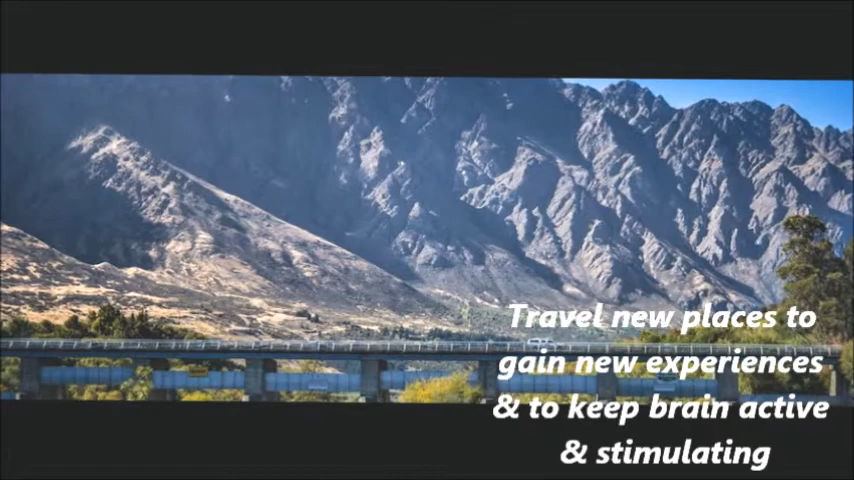 Travel new places to
gain new experiences
& to keep brain active
& stimulating